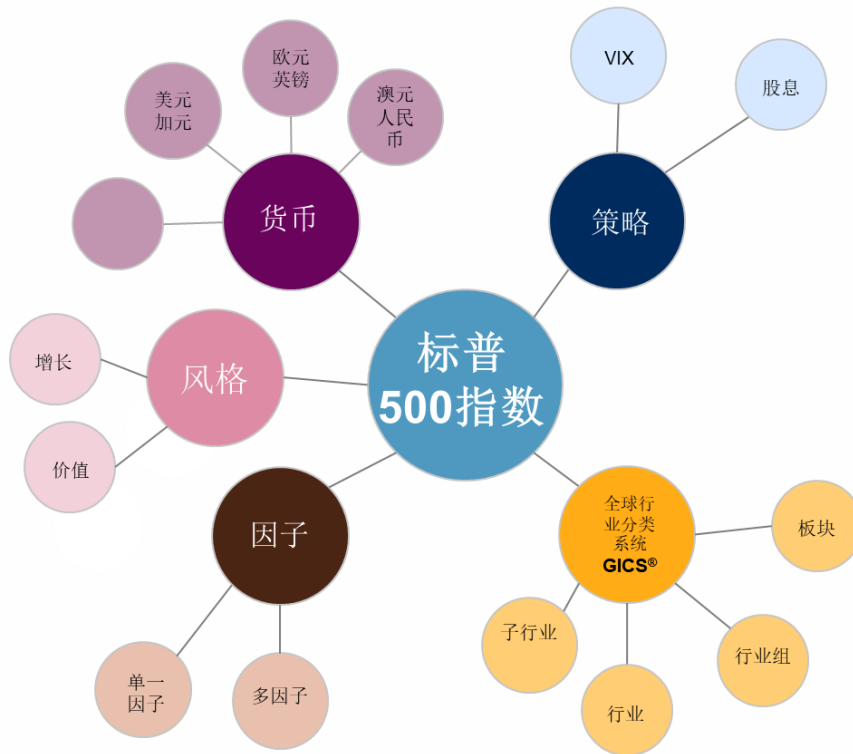 欧元
英镑
美元
加元
澳元
人民
币
货币
VIX
股息
策略
标普
500指数
增长
风格
价值
因子
单一
因子
多因子
全球行
业分类
系统
GICS®
板块
子行业
行业组
行业